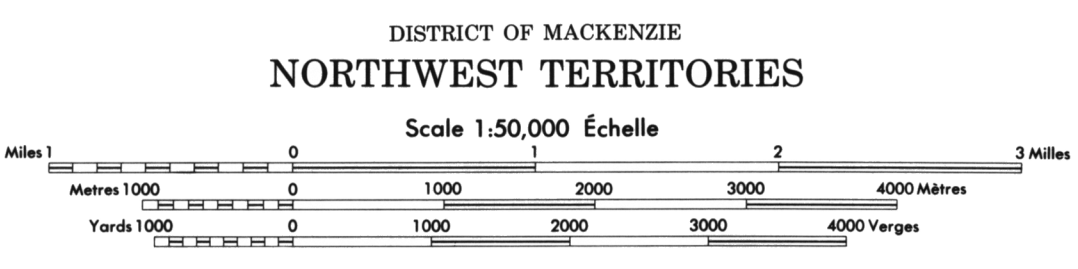 DISTRICT OF MACKENZIE
NORTHWEST TERRITORIES
Scale 1:50,000 Échelle
Miles 1 0 1 2 3 Milles
Metres 1000 0 1000 2000 3000 4000 Mètres
Yards 1000 0 1000 2000 3000 4000 Verges